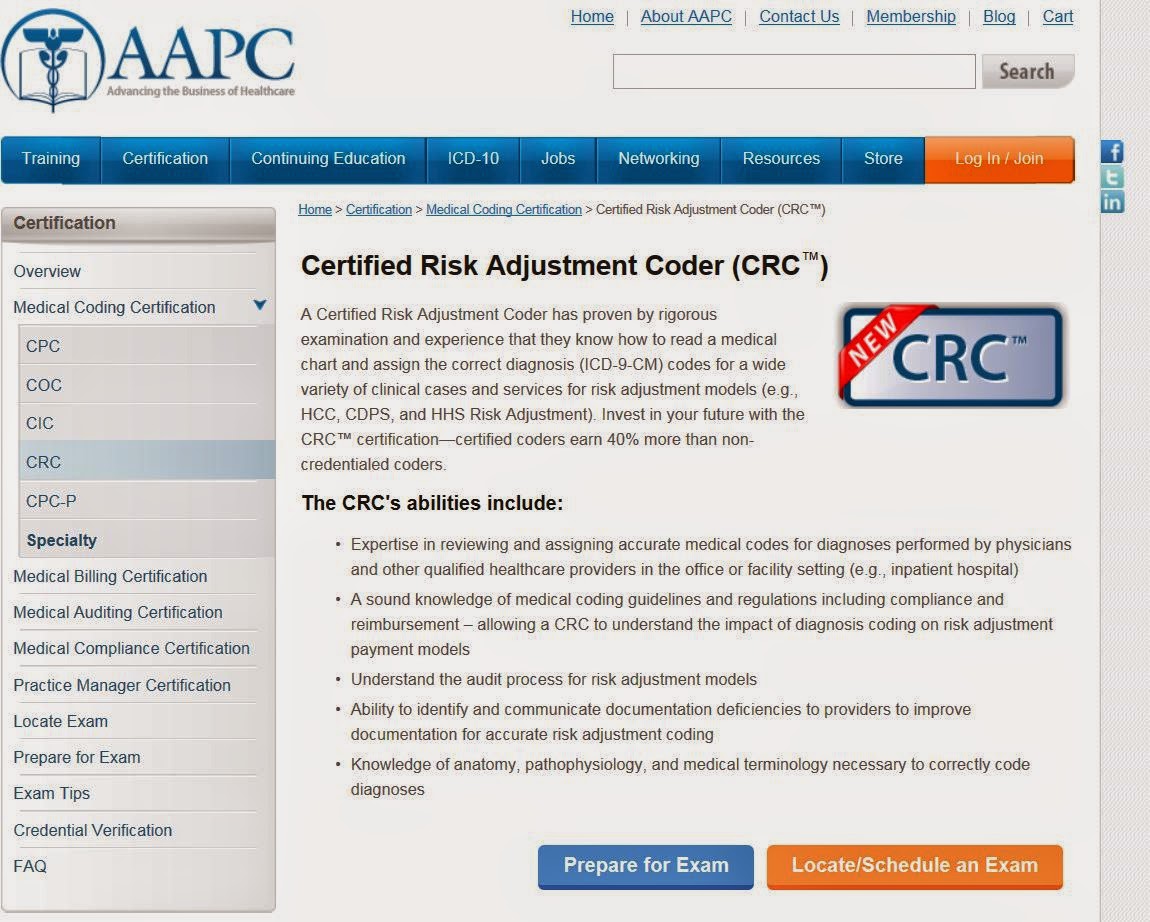 Home | About AAPC | Contact Us | Membership | Blog | Cart
AAPC
Advancing the Business of Healthcare
Search
Training
Certification
Continuing Education
ICD-10
Jobs
Networking
Resources
Store
Log In / Join
f
t
in
Certification
Overview
Medical Coding Certification
CPC
COC
CIC
CRC
CPC-P
Specialty
Medical Billing Certification
Medical Auditing Certification
Medical Compliance Certification
Practice Manager Certification
Locate Exam
Prepare for Exam
Exam Tips
Credential Verification
FAQ
Home > Certification > Medical Coding Certification > Certified Risk Adjustment Coder (CRC™)
Certified Risk Adjustment Coder (CRC™)
A Certified Risk Adjustment Coder has proven by rigorous
examination and experience that they know how to read a medical
chart and assign the correct diagnosis (ICD-9-CM) codes for a wide
variety of clinical cases and services for risk adjustment models (e.g.,
HCC, CDPS, and HHS Risk Adjustment). Invest in your future with the
CRC™ certification—certified coders earn 40% more than non-
credentialed coders.
NEW
CRC™
The CRC's abilities include:
• Expertise in reviewing and assigning accurate medical codes for diagnoses performed by physicians
and other qualified healthcare providers in the office or facility setting (e.g., inpatient hospital)
• A sound knowledge of medical coding guidelines and regulations including compliance and
reimbursement – allowing a CRC to understand the impact of diagnosis coding on risk adjustment
payment models
• Understand the audit process for risk adjustment models
• Ability to identify and communicate documentation deficiencies to providers to improve
documentation for accurate risk adjustment coding
• Knowledge of anatomy, pathophysiology, and medical terminology necessary to correctly code
diagnoses
Prepare for Exam
Locate/Schedule an Exam